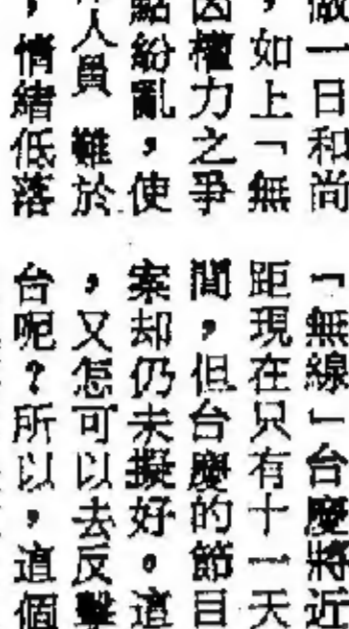 做一日和尚
，如上「無
因權力之爭
點紛亂，使
人員難於
，情緒低落
「無線」台慶將近
距現在只有十一天
間，但台慶的節目
案却仍未擬好。這
，又怎可以去反擊
台呢？所以，這個